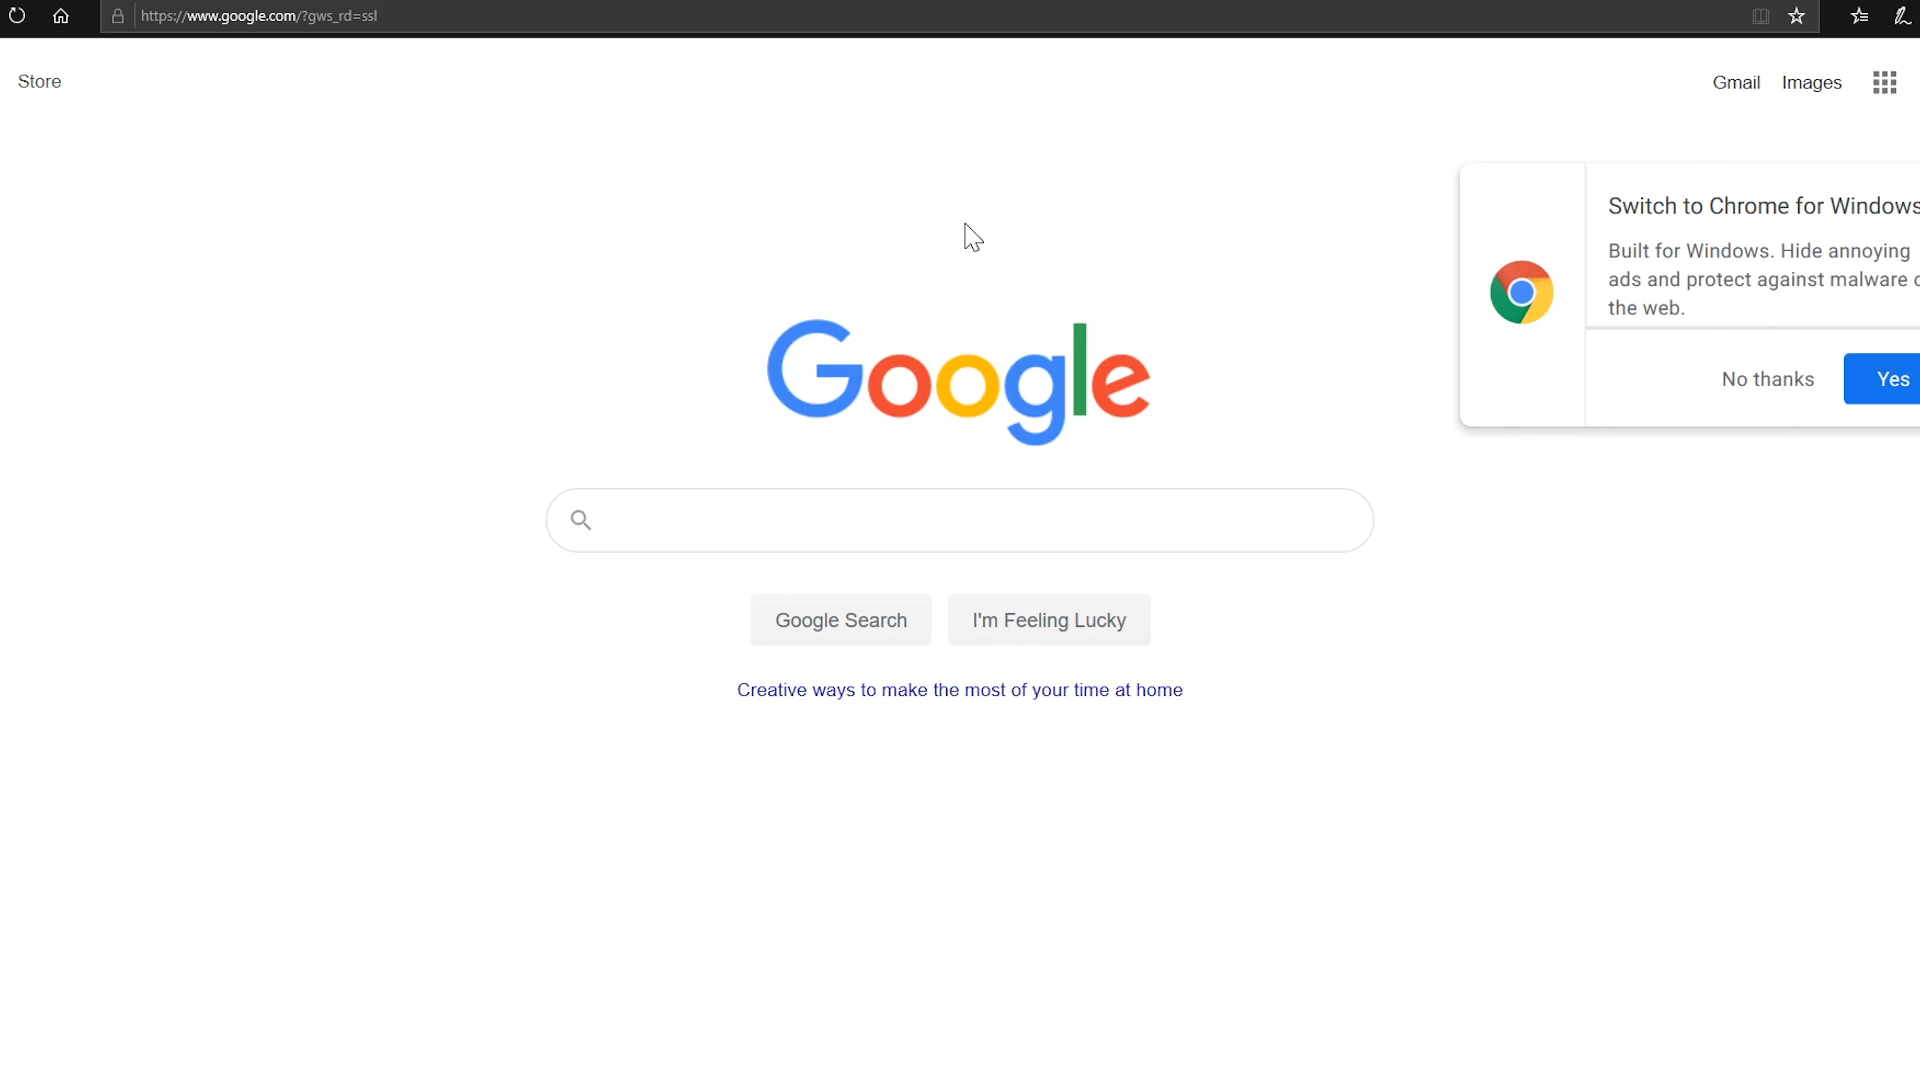 https://www.google.com/?gws_rd=ssl
Store
Gmail Images
Switch to Chrome for Windows
Built for Windows. Hide annoying
ads and protect against malware
the web.
No thanks Yes
Google
Google Search I'm Feeling Lucky
Creative ways to make the most of your time at home